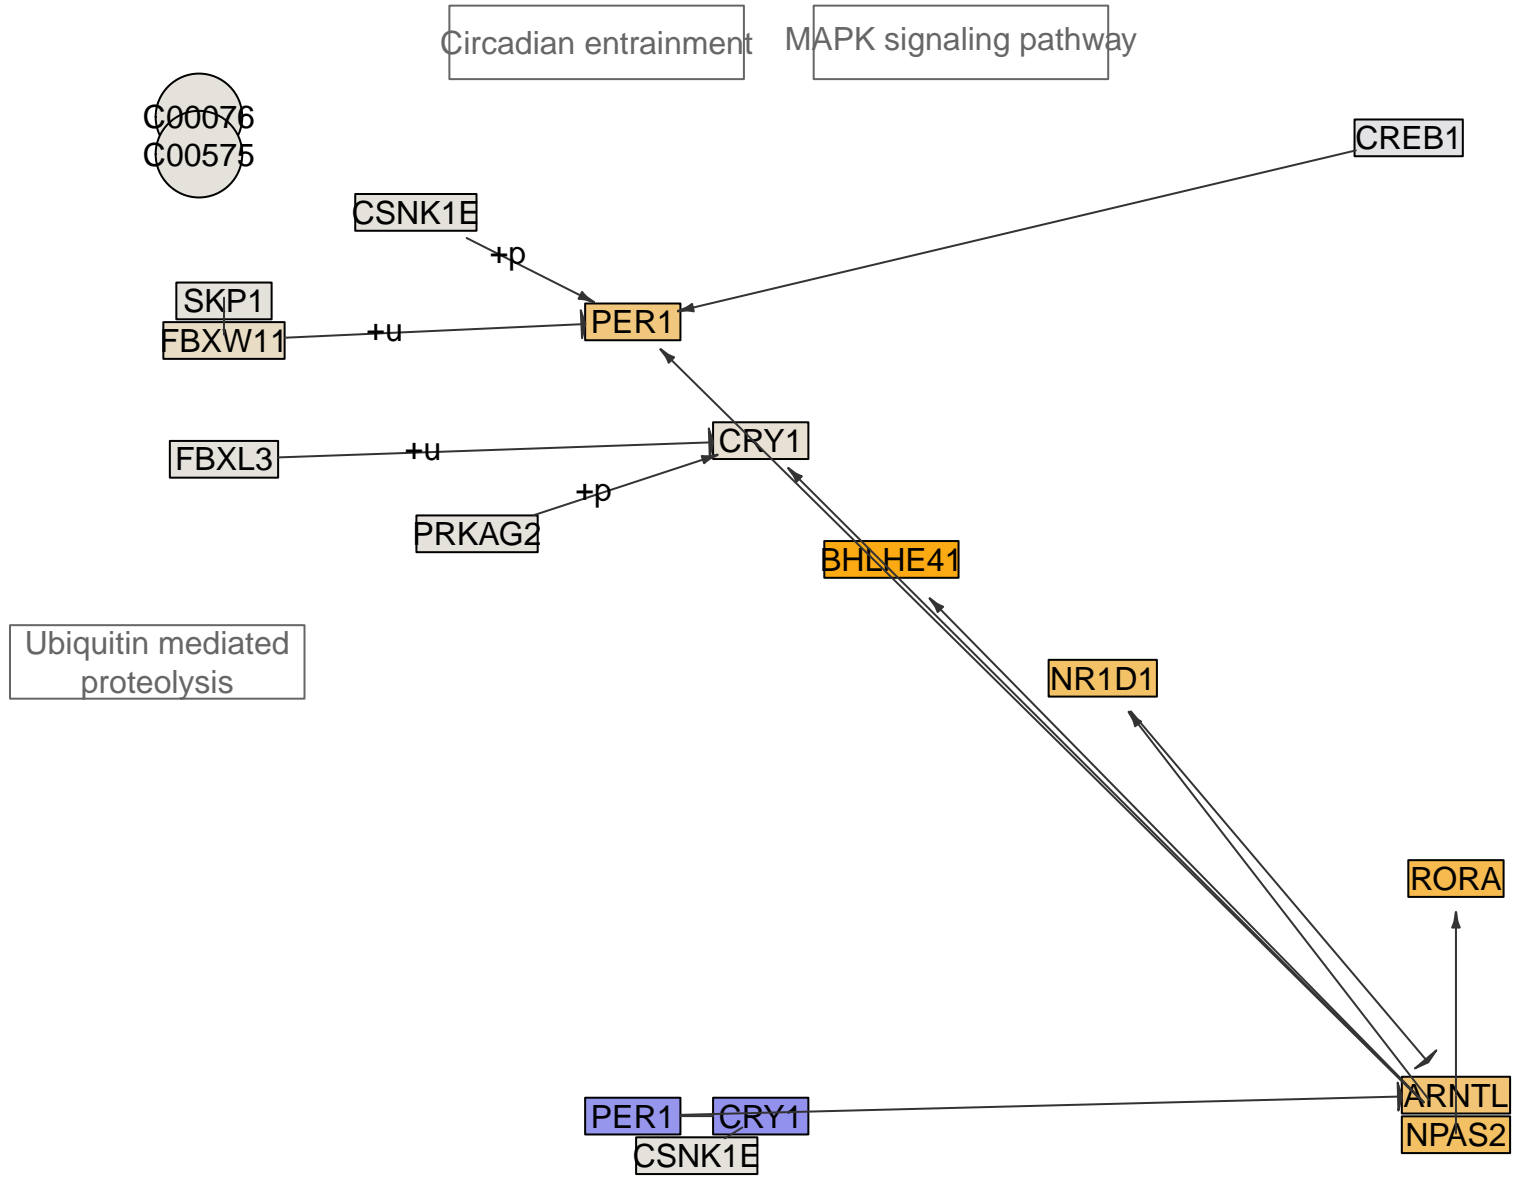 Circadian entrainment
MAPK signaling pathway
C00076
C00575
CREB1
CSNK1E
+p
SKP1
PER1
FBXW11
+u
CRY1
FBXL3
+u
+p
PRKAG2
BHLHE41
Ubiquitin mediated
proteolysis
NR1D1
RORA
ARNTL
PER1
CRY1
NPAS2
CSNK1E